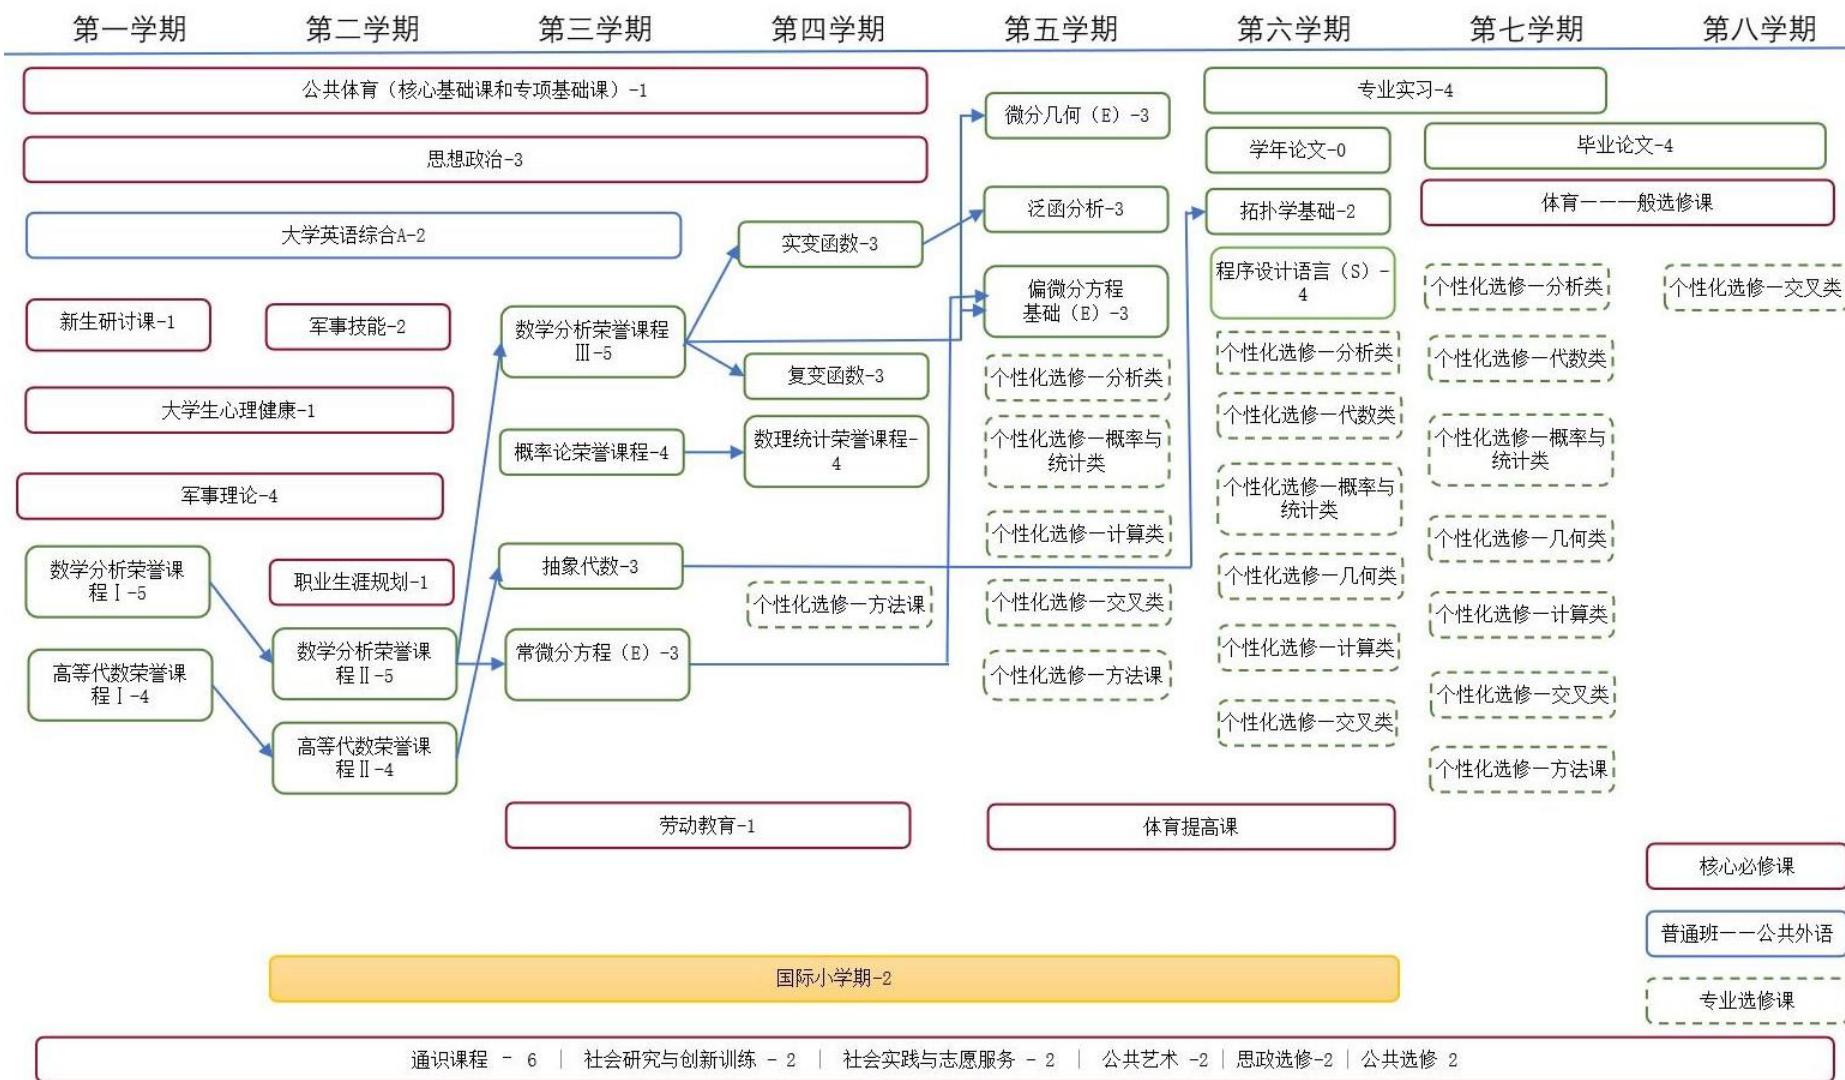 第一学期
第二学期
第三学期
第四学期
第五学期
第六学期
第七学期
第八学期
公共体育（核心基础课和专项基础课）-1
思想政治-3
大学英语综合A-2
新生研讨课-1
军事技能-2
大学生心理健康-1
军事理论-4
数学分析荣誉课
程Ⅰ-5
高等代数荣誉课
程Ⅰ-4
职业生涯规划-1
数学分析荣誉课
程Ⅱ-5
高等代数荣誉课
程Ⅱ-4
数学分析荣誉课程
Ⅲ-5
概率论荣誉课程-4
抽象代数-3
常微分方程（E）-3
实变函数-3
复变函数-3
数理统计荣誉课程-
4
个性化选修—方法课
劳动教育-1
微分几何（E）-3
泛函分析-3
偏微分方程
基础（E）-3
个性化选修—分析类
个性化选修—概率与
统计类
个性化选修—计算类
个性化选修—交叉类
个性化选修—方法课
体育提高课
专业实习-4
学年论文-0
拓扑学基础-2
程序设计语言（S）-
4
个性化选修—分析类
个性化选修—代数类
个性化选修—概率与
统计类
个性化选修—几何类
个性化选修—计算类
个性化选修—交叉类
毕业论文-4
体育———一般选修课
个性化选修—分析类
个性化选修—代数类
个性化选修—概率与
统计类
个性化选修—几何类
个性化选修—计算类
个性化选修—交叉类
个性化选修—方法课
个性化选修—交叉类
核心必修课
普通班——公共外语
专业选修课
国际小学期-2
通识课程 - 6 | 社会研究与创新训练 - 2 | 社会实践与志愿服务 - 2 | 公共艺术 -2 | 思政选修-2 | 公共选修 2